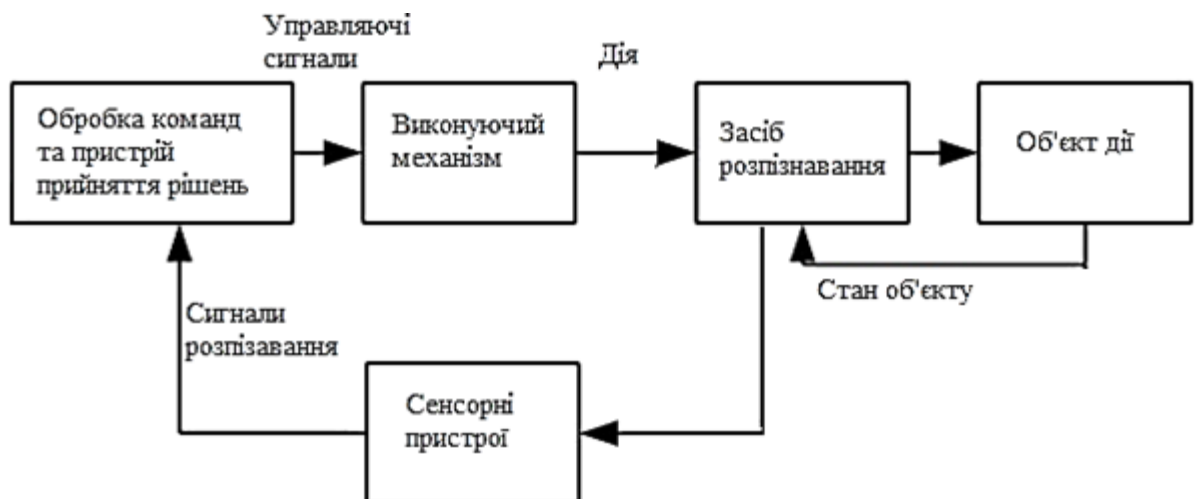 Управляючі
сигнали
Дія
Обробка команд
та пристрій
прийняття рішень
Виконуючий
механізм
Засіб
розпізнавання
Об'єкт дії
Стан об'єкту
Сигнали
розпізавання
Сенсорні
пристрої